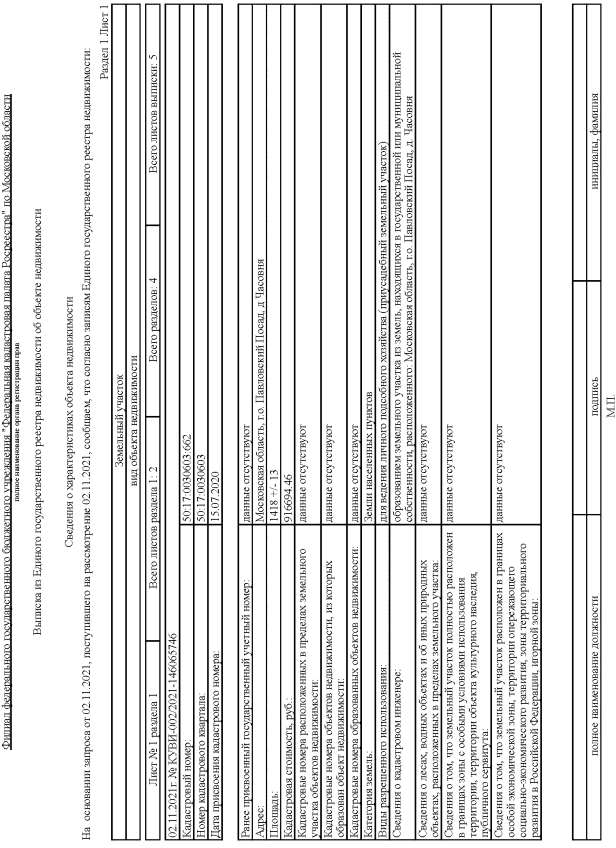 Филиал федерального государственного бюджетного учреждения "Федеральная кадастровая палата Росреестра" по Московской области
полное наименование органа регистрации прав
Выписка из Единого государственного реестра недвижимости об объекте недвижимости
Сведения о характеристиках объекта недвижимости
На основании запроса от 02.11.2021, поступившего на рассмотрение 02.11.2021, сообщаем, что согласно записям Единого государственного реестра недвижимости:
Раздел 1 Лист 1
Земельный участок
вид объекта недвижимости
Лист № 1 раздела 1 Всего листов раздела 1: 2 Всего разделов: 4 Всего листов выписки: 5
02.11.2021г. № КУВИ-002/2021-146065746
Кадастровый номер: 50:17:0030603:662
Номер кадастрового квартала: 50:17:0030603
Дата присвоения кадастрового номера: 15.07.2020
Ранее присвоенный государственный учетный номер: данные отсутствуют
Адрес: Московская область, г.о. Павловский Посад, д Часовня
Площадь: 1418 +/- 13
Кадастровая стоимость, руб.: 916694.46
Кадастровые номера расположенных в пределах земельного данные отсутствуют
участка объектов недвижимости:
Кадастровые номера объектов недвижимости, из которых данные отсутствуют
образован объект недвижимости:
Кадастровые номера образованных объектов недвижимости: данные отсутствуют
Категория земель: Земли населенных пунктов
Виды разрешенного использования: для ведения личного подсобного хозяйства (приусадебный земельный участок)
Сведения о кадастровом инженере: образованием земельного участка из земель, находящихся в государственной или муниципальной
собственности, расположенного: Московская область, г.о. Павловский Посад, д. Часовня
Сведения о лесах, водных объектах и об иных природных данные отсутствуют
объектах, расположенных в пределах земельного участка:
Сведения о том, что земельный участок полностью расположен данные отсутствуют
в границах зоны с особыми условиями использования
территории, территории объекта культурного наследия,
публичного сервитута:
Сведения о том, что земельный участок расположен в границах данные отсутствуют
особой экономической зоны, территории опережающего
социально-экономического развития, зоны территориального
развития в Российской Федерации, игорной зоны:
полное наименование должности подпись инициалы, фамилия
М.П.